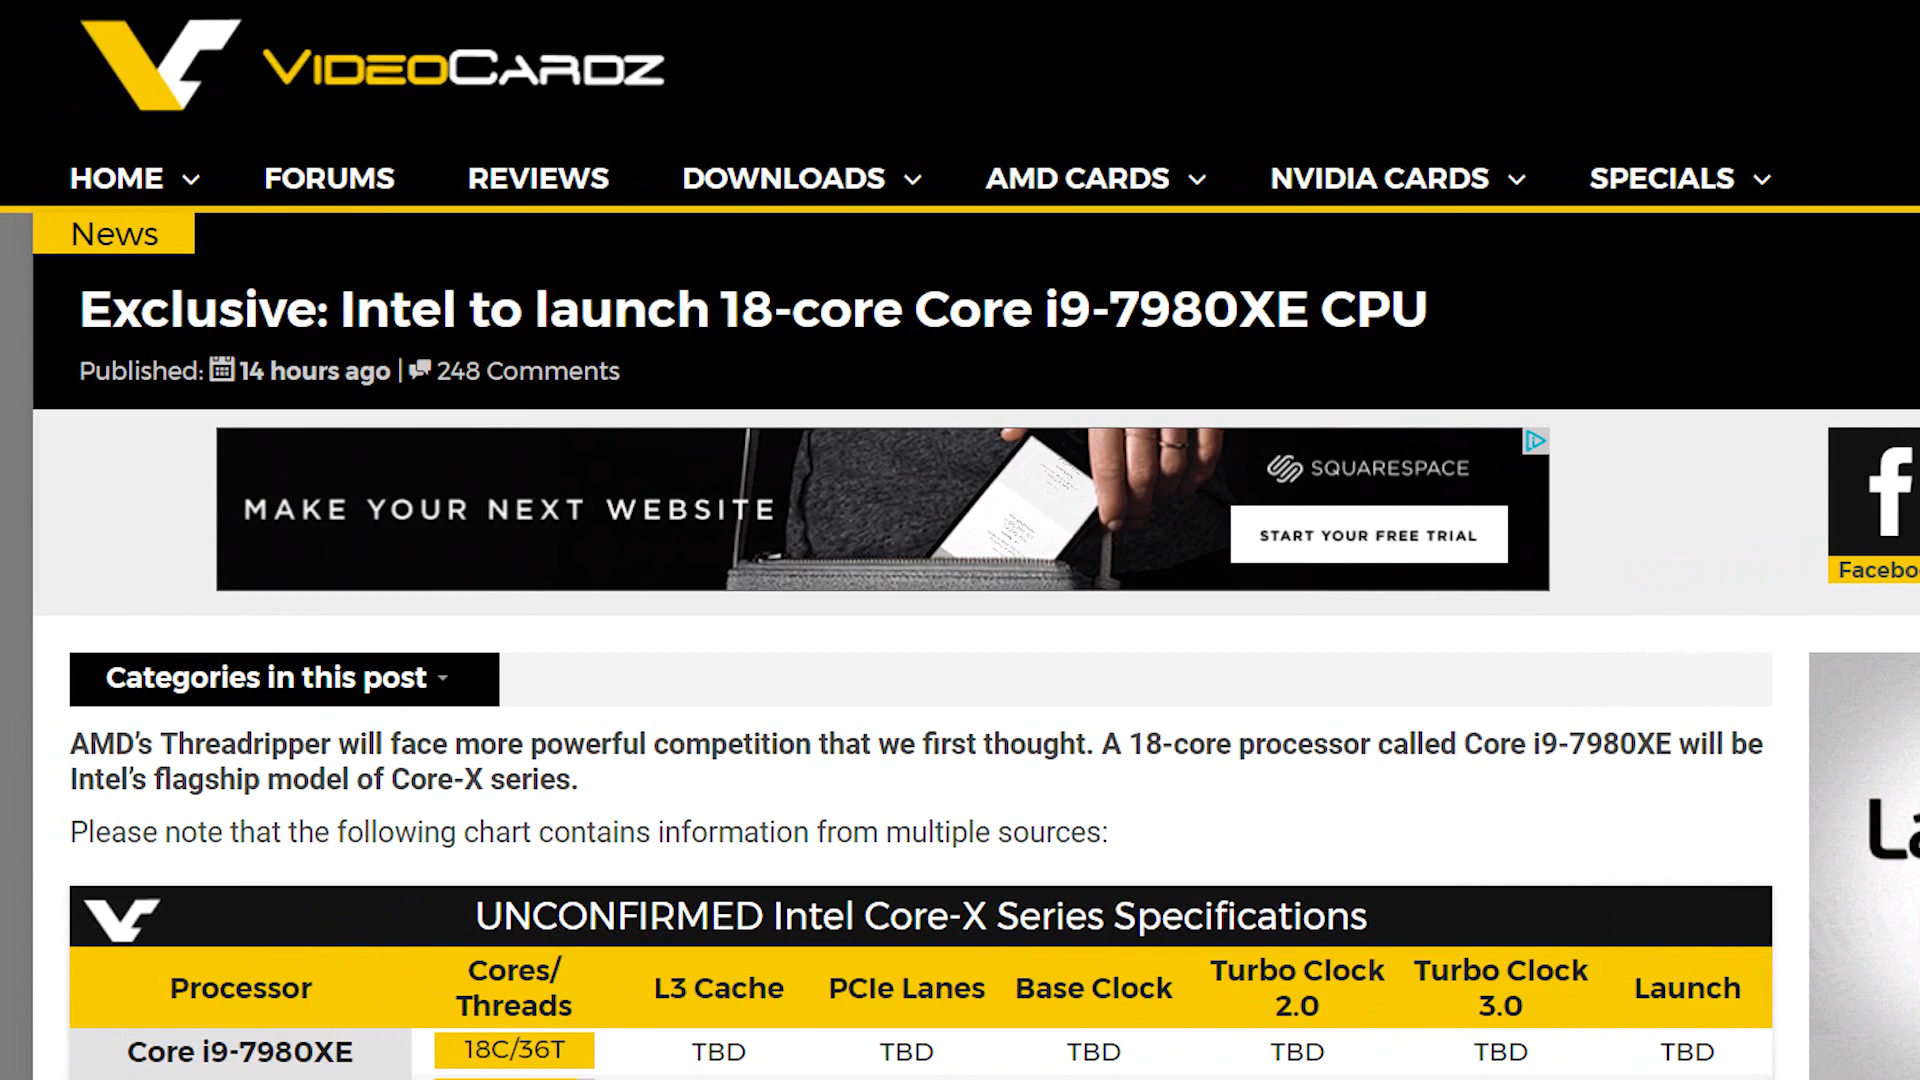 VIDEOCARDZ
HOME FORUMS REVIEWS DOWNLOADS AMD CARDS NVIDIA CARDS SPECIALS
News
Exclusive: Intel to launch 18-core Core i9-7980XE CPU
Published: 14 hours ago | 248 Comments
MAKE YOUR NEXT WEBSITE
SQUARESPACE
START YOUR FREE TRIAL
Categories in this post
AMD's Threadripper will face more powerful competition that we first thought. A 18-core processor called Core i9-7980XE will be
Intel's flagship model of Core-X series.
Please note that the following chart contains information from multiple sources:
UNCONFIRMED Intel Core-X Series Specifications
Processor Cores/ Threads L3 Cache PCIe Lanes Base Clock Turbo Clock 2.0 Turbo Clock 3.0 Launch
Core i9-7980XE 18C/36T TBD TBD TBD TBD TBD TBD